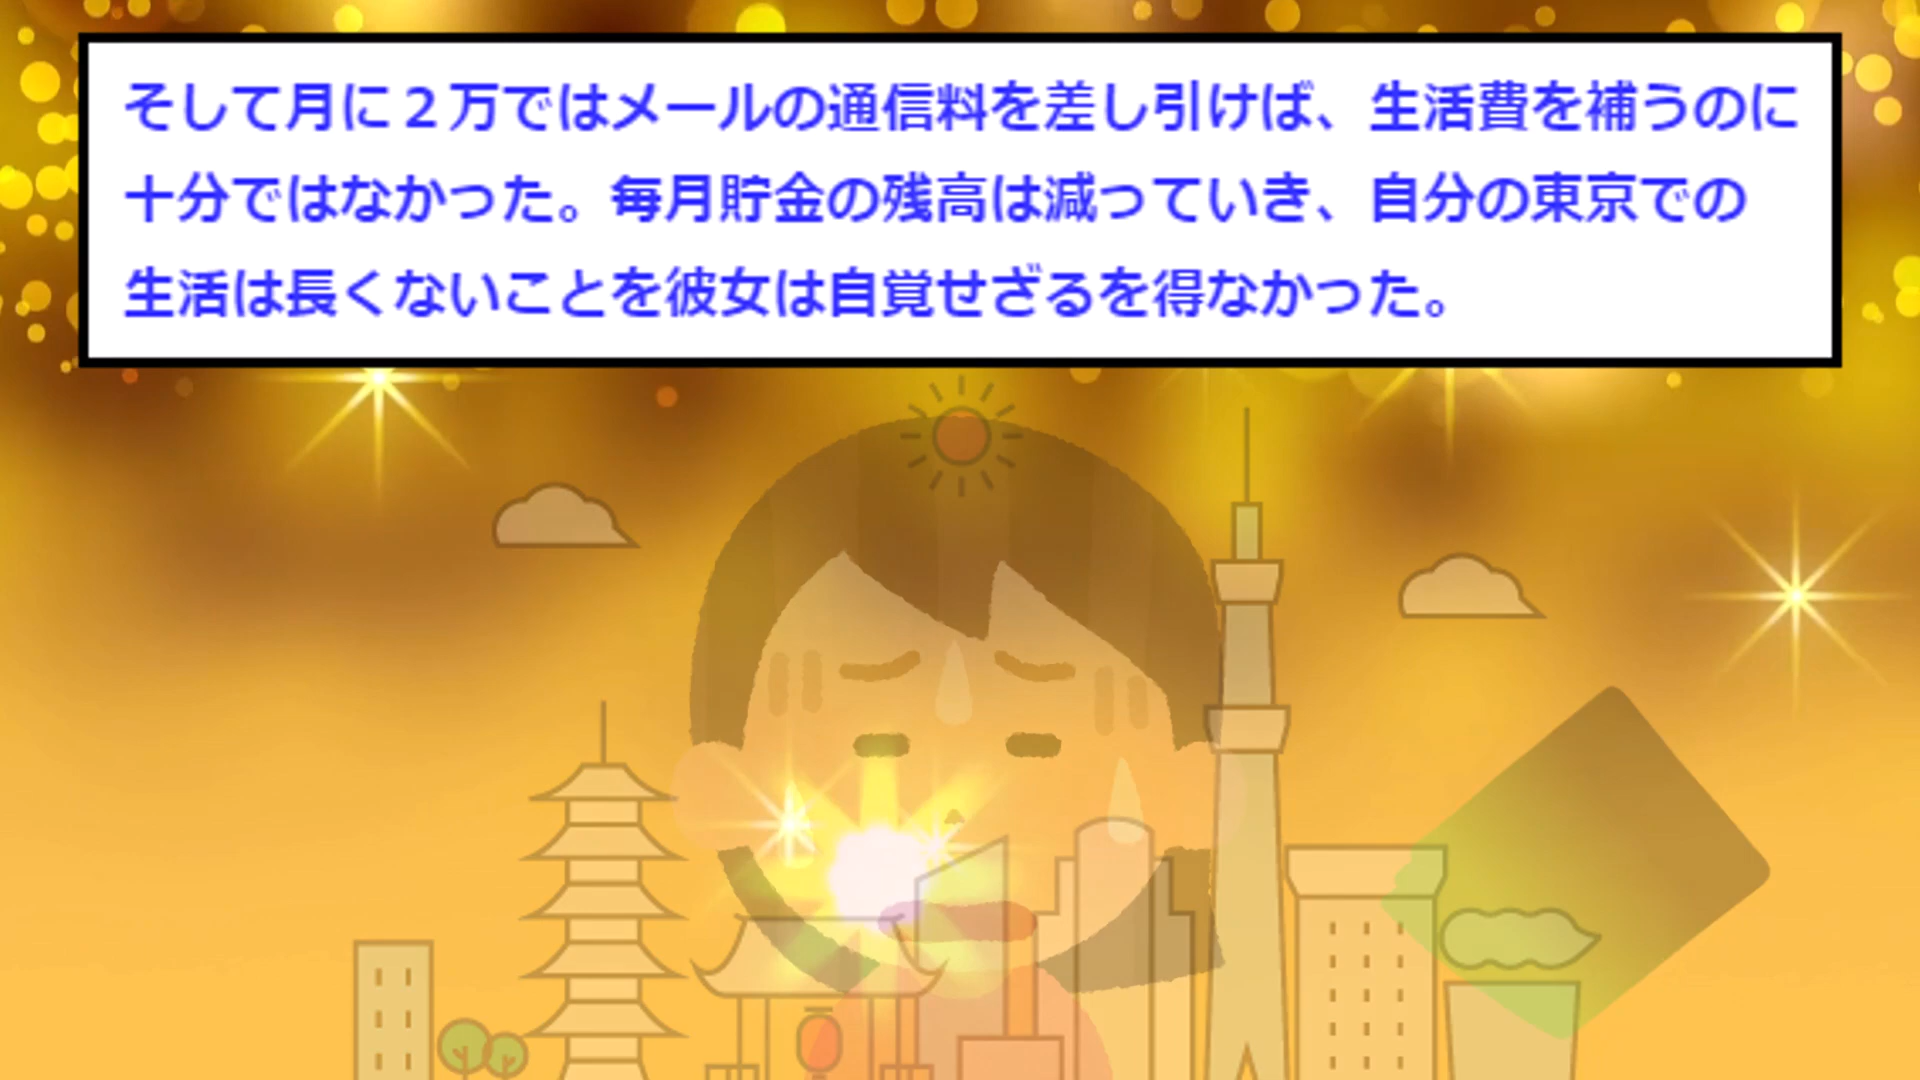 そして月に２万ではメールの通信料を差し引けば、生活費を補うのに
十分ではなかった。毎月貯金の残高は減っていき、自分の東京での
生活は長くないことを彼女は自覚せざるを得なかった。